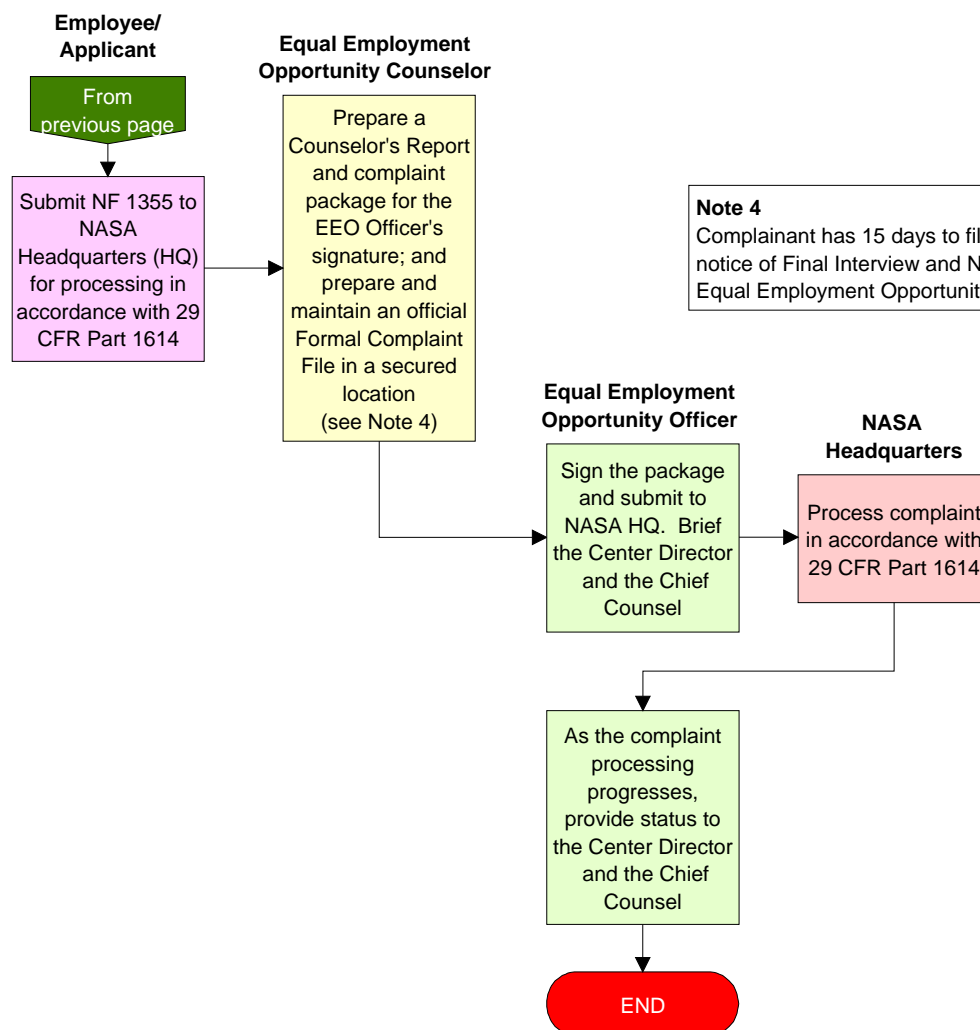 Employee/
Applicant
From
previous page
Submit NF 1355 to
NASA
Headquarters (HQ)
for processing in
accordance with 29
CFR Part 1614
Equal Employment
Opportunity Counselor
Prepare a
Counselor's Report
and complaint
package for the
EEO Officer's
signature; and
prepare and
maintain an official
Formal Complaint
File in a secured
location
(see Note 4)
Note 4
Complainant has 15 days to
notice of Final Interview and
Equal Employment
Equal Employment
Opportunity Officer
Sign the package
and submit to
NASA HQ. Brief
the Center Director
and the Chief
Counsel
NASA
Headquarters
Process complaint
in accordance with
29 CFR Part 1614
As the complaint
processing
progresses,
provide status to
the Center Director
and the Chief
Counsel
END